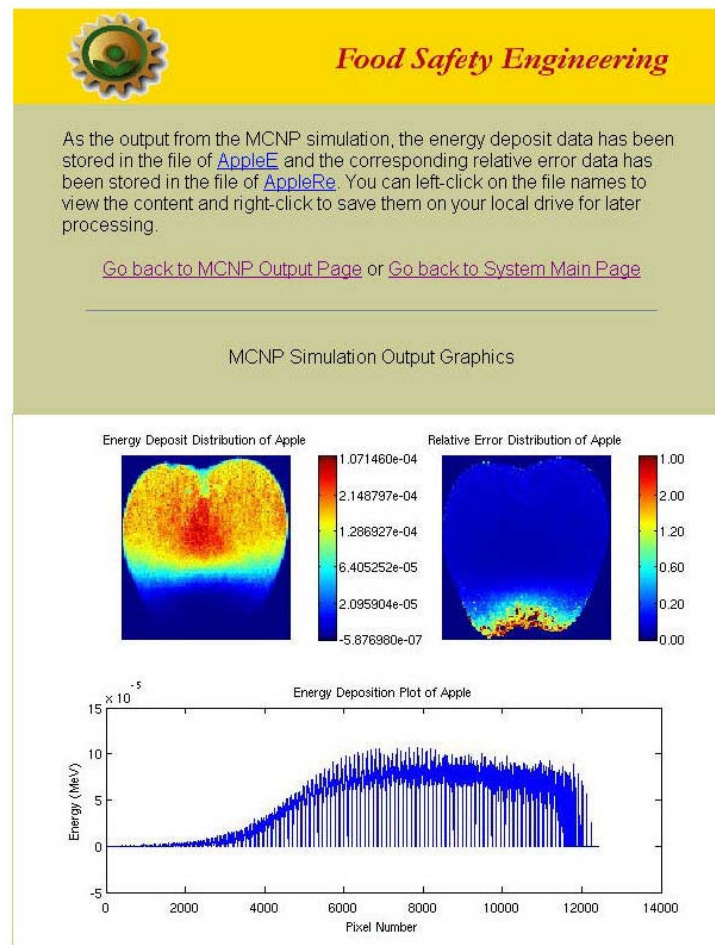 Food Safety Engineering
As the output from the MCNP simulation, the energy deposit data has been
stored in the file of AppleE and the corresponding relative error data has
been stored in the file of AppleRe. You can left-click on the file names to
view the content and right-click to save them on your local drive for later
processing.
Go back to MCNP Output Page or Go back to System Main Page
MCNP Simulation Output Graphics
Energy Deposit Distribution of Apple
1.071460e-04
2.148797e-04
1.286927e-04
6.405252e-05
2.095904e-05
-5.876980e-07
Relative Error Distribution of Apple
1.00
2.00
1.20
0.60
0.20
0.00
Energy Deposition Plot of Apple
x 10 -5
15
10
5
0
-5
Energy (MeV)
0 2000 4000 6000 8000 10000 12000 14000
Pixel Number